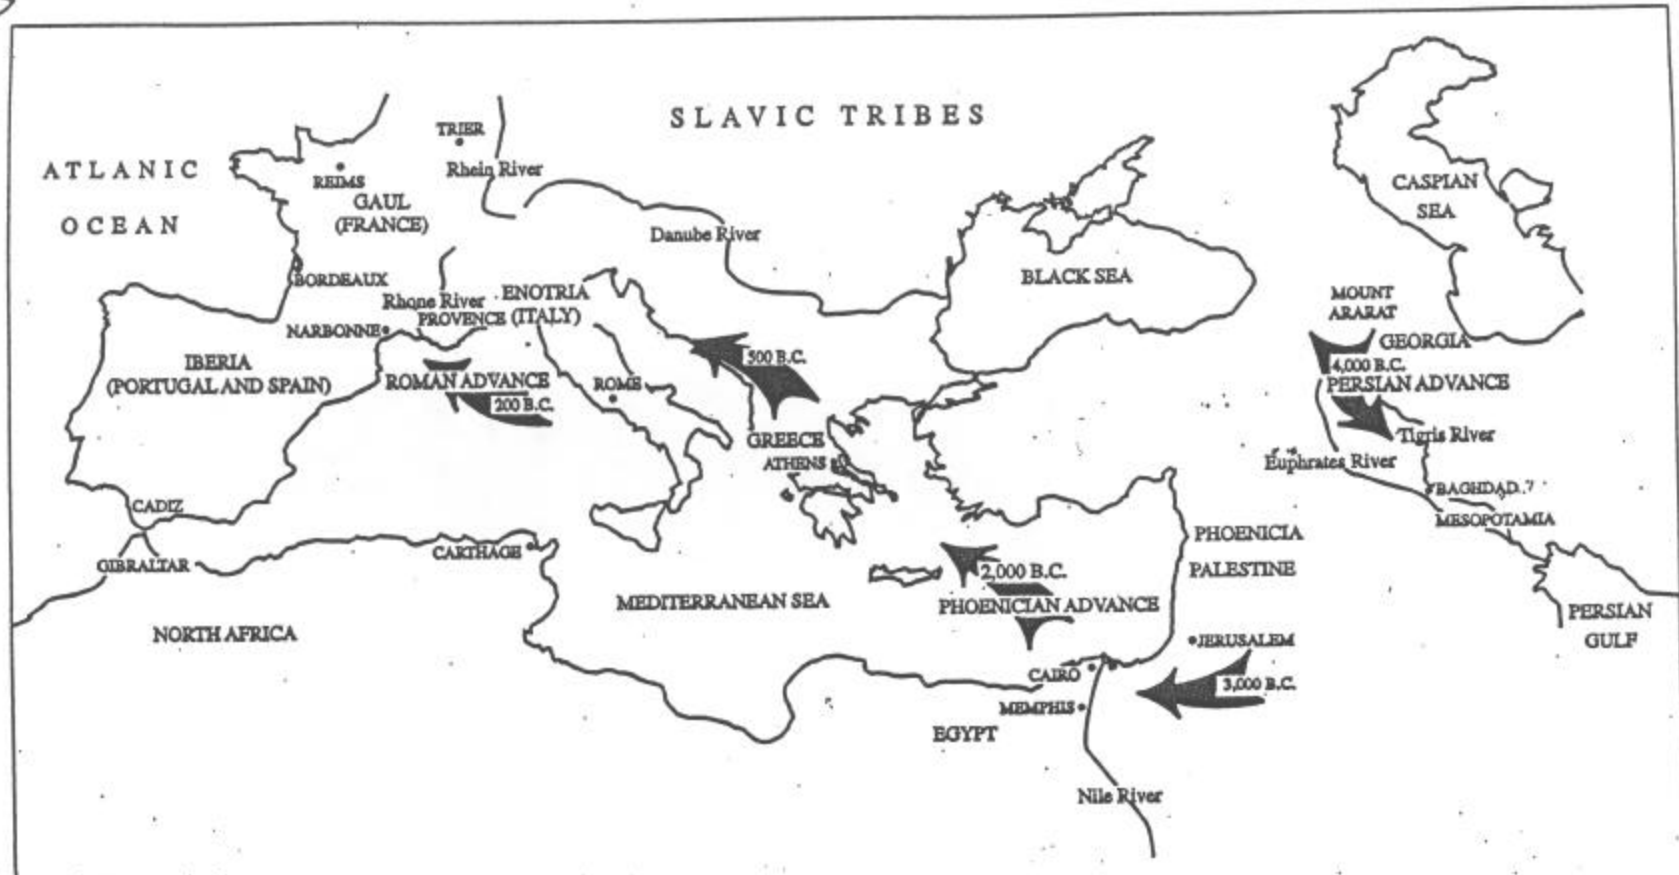 SLAVIC TRIBES
ATLANIC
OCEAN
TRIER
Rhein River
REIMS
GAUL
(FRANCE)
Danube River
CASPIAN
SEA
BLACK SEA
BORDEAUX
Rhone River
ENOTRIA
(ITALY)
PROVENCE
NARBONNE
MOUNT
ARARAT
GEORGIA
4,000 B.C.
PERSIAN ADVANCE
IBERIA
(PORTUGAL AND SPAIN)
ROMAN ADVANCE
200 B.C.
ROME
500 B.C.
GREECE
ATHENS
Tigris River
Euphrates River
BAGHDAD
MESOPOTAMIA
CADIZ
GIBRALTAR
CARTHAGE
PHOENICIA
PALESTINE
2,000 B.C.
PHOENICIAN ADVANCE
MEDITERRANEAN SEA
NORTH AFRICA
PERSIAN
GULF
JERUSALEM
3,000 B.C.
CAIRO
MEMPHIS
EGYPT
Nile River